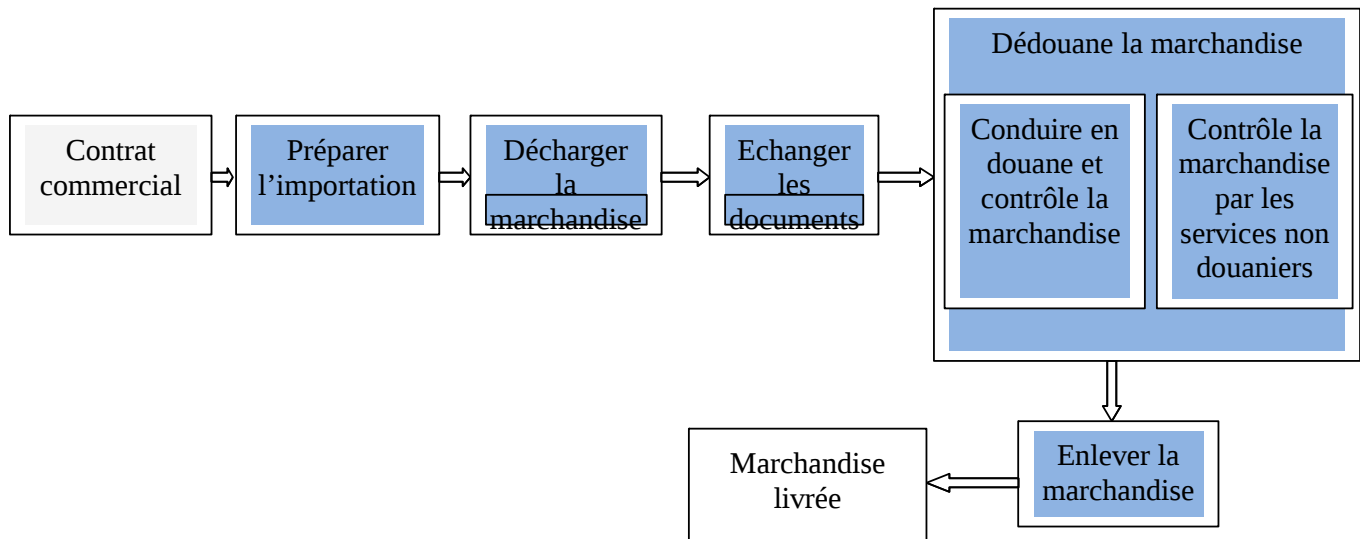 Dédouane la marchandise
Contrat
commercial
Préparer
l’importation
Décharger
la
marchandise
Echanger
les
documents
Conduire en
douane et
contrôle la
marchandise
Contrôle la
marchandise
par les
services non
douaniers
Enlever la
marchandise
Marchandise
livrée